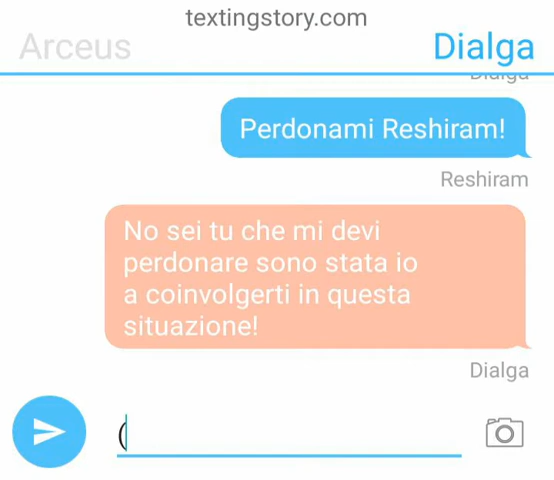 textingstory.com
Arceus
Dialga
Dialga
Perdonami Reshiram!
Reshiram
No sei tu che mi devi
perdonare sono stata io
a coinvolgerti in questa
situazione!
Dialga
(